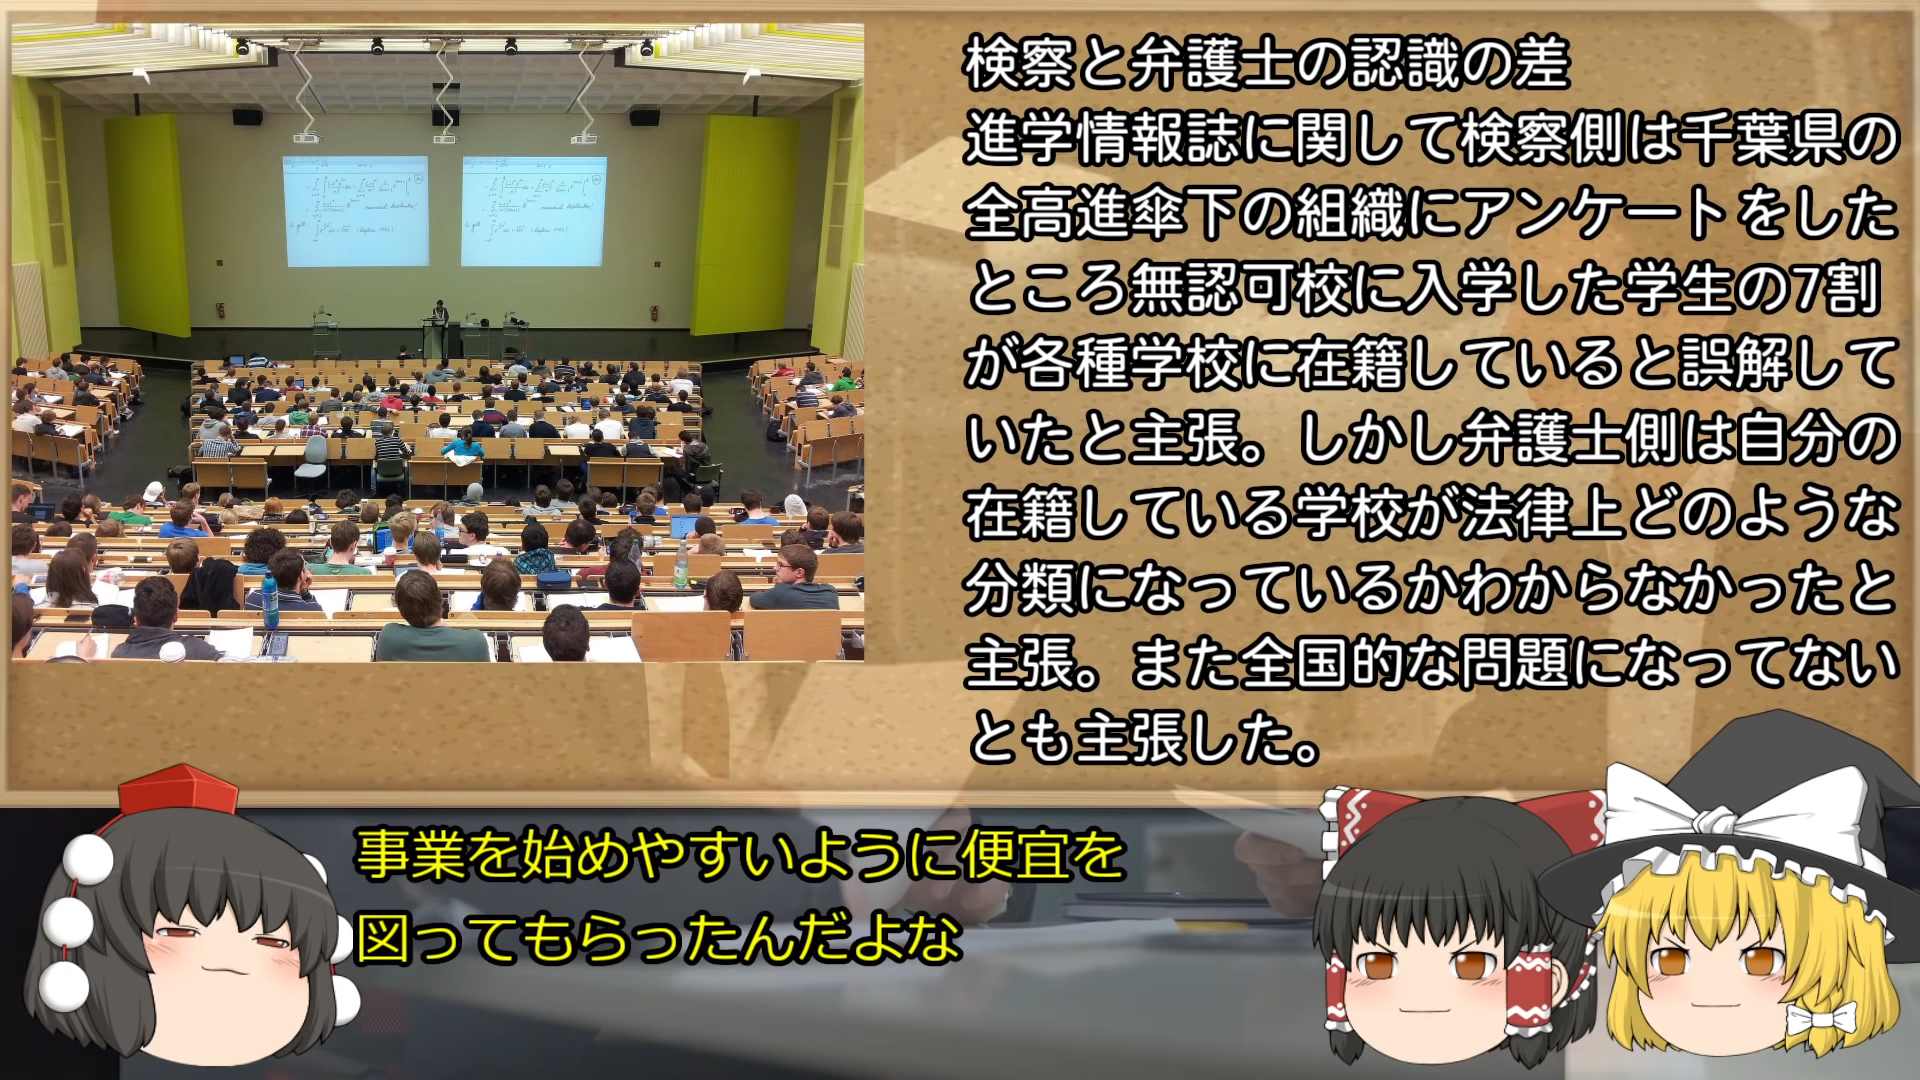 検察と弁護士の認識の差
進学情報誌に関して検察側は千葉県の
全高進傘下の組織にアンケートをした
ところ無認可校に入学した学生の7割
が各種学校に在籍していると誤解して
いたと主張。しかし弁護士側は自分の
在籍している学校が法律上どのような
分類になっているかわからなかったと
主張。また全国的な問題になってない
とも主張した。
事業を始めやすいように便宜を
図ってもらったんだよな